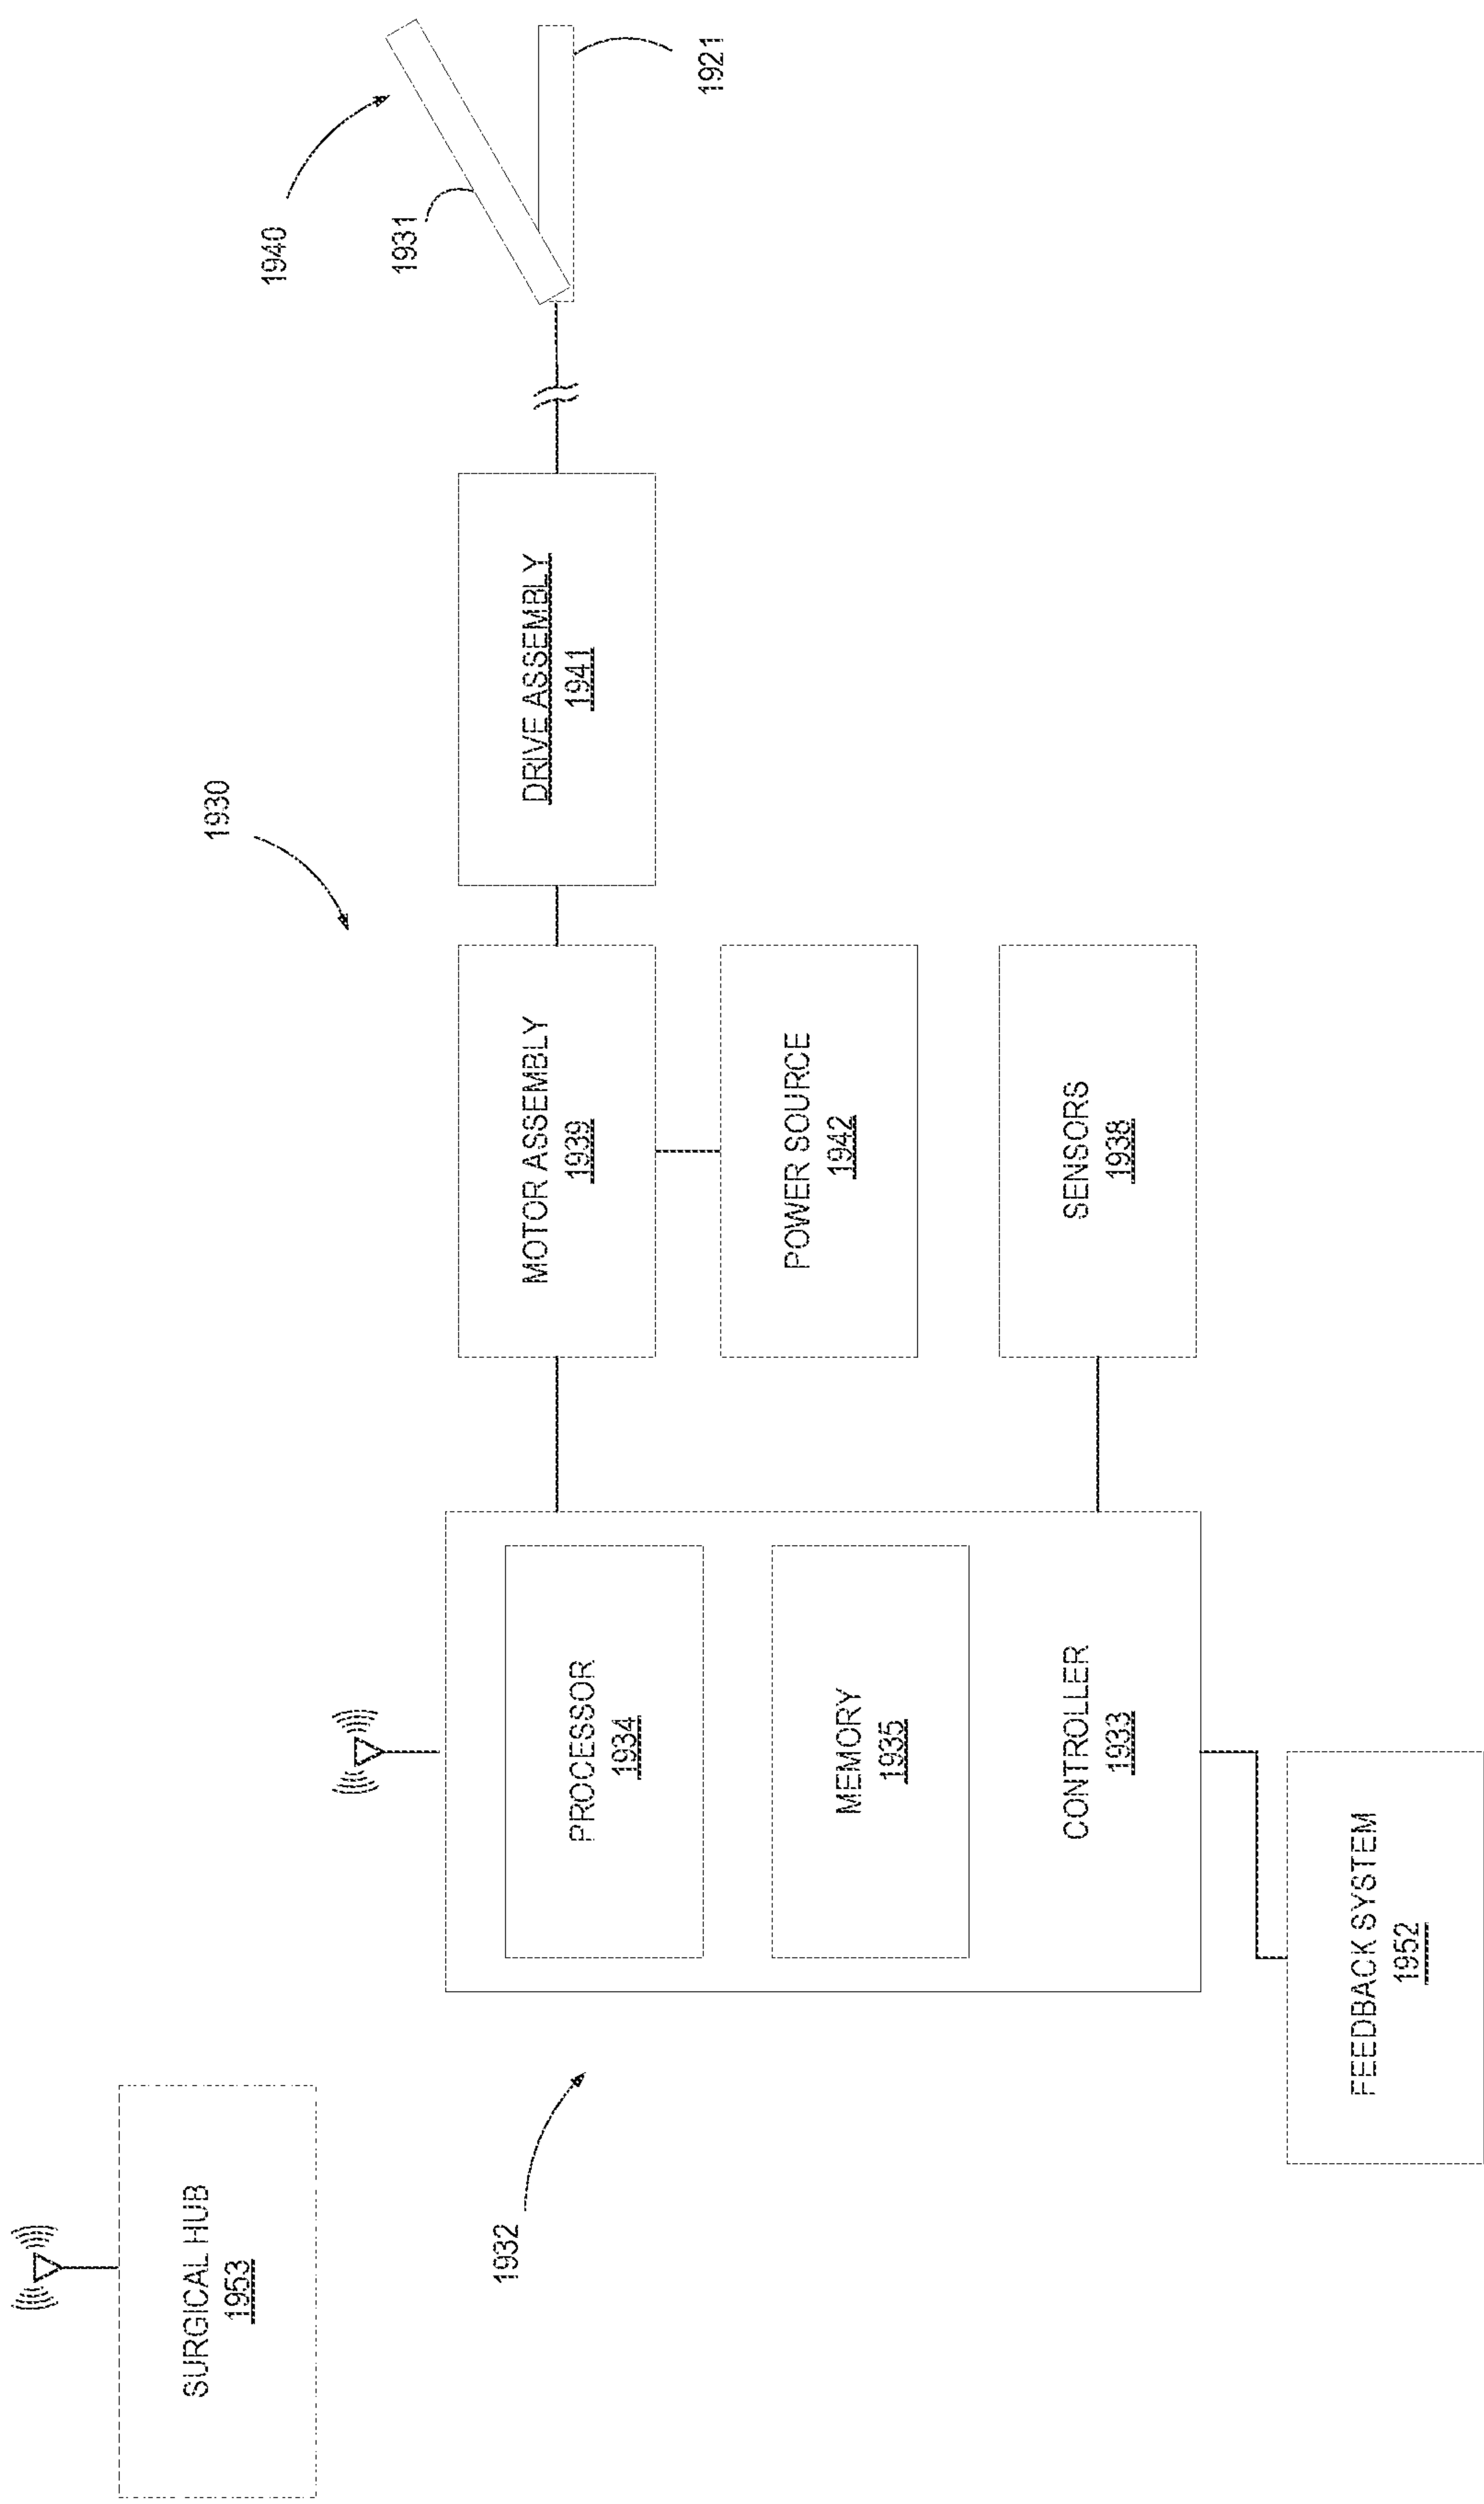 SURGICAL HUB
1953
1932
1930
1940
1931
1921
PROCESSOR
1934
MEMORY
1935
CONTROLLER
1933
MOTOR ASSEMBLY
1939
DRIVE ASSEMBLY
1941
POWER SOURCE
1942
SENSORS
1938
FEEDBACK SYSTEM
1952